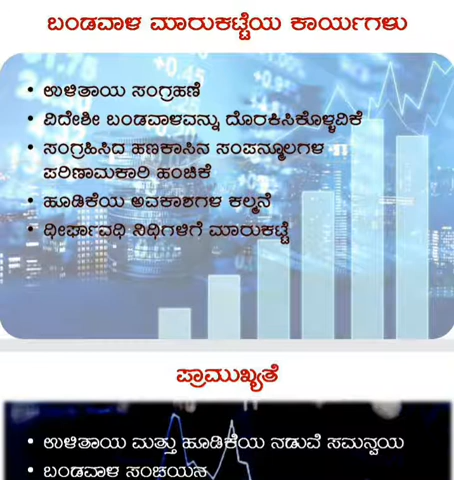 ಬಂಡವಾಳ ಮಾರುಕಟ್ಟೆಯ ಕಾರ್ಯಗಳು
• ಉಳಿತಾಯ ಸಂಗ್ರಹಣೆ
• ವಿದೇಶೀ ಬಂಡವಾಳವನ್ನು ದೊರಕಿಸಿಕೊಳ್ಳವಿಕೆ
• ಸಂಗ್ರಹಿಸಿದ ಹಣಕಾಸಿನ ಸಂಪನ್ಮೂಲಗಳ
ಪರಿಣಾಮಕಾರಿ ಹಂಚಿಕೆ
• ಹೂಡಿಕೆಯ ಅವಕಾಶಗಳ ಕಲ್ಪನೆ
• ಧೀರ್ಘಾವಧಿ ನಿಧಿಗಳಿಗೆ ಮಾರುಕಟ್ಟೆ
ಪ್ರಾಮುಖ್ಯತೆ
• ಉಳಿತಾಯ ಮತ್ತು ಹೂಡಿಕೆಯ ನಡುವೆ ಸಮನ್ವಯ
• ಬಂಡವಾಳ ಸಂಚಯನ